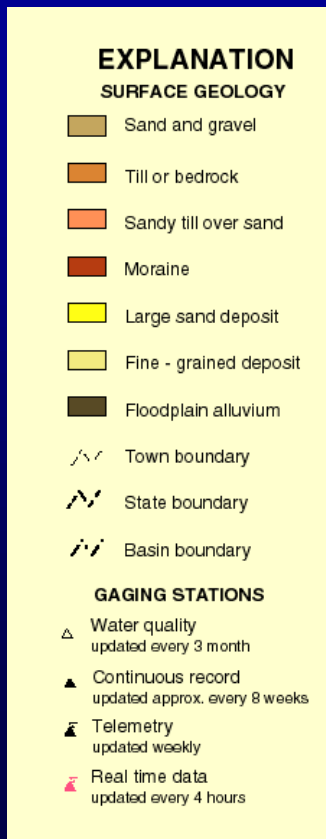 EXPLANATION
SURFACE GEOLOGY
Sand and gravel
Till or bedrock
Sandy till over sand
Moraine
Large sand deposit
Fine - grained deposit
Floodplain alluvium
Town boundary
State boundary
Basin boundary
GAGING STATIONS
Water quality
updated every 3 month
Continuous record
updated approx. every 8 weeks
Telemetry
updated weekly
Real time data
updated every 4 hours